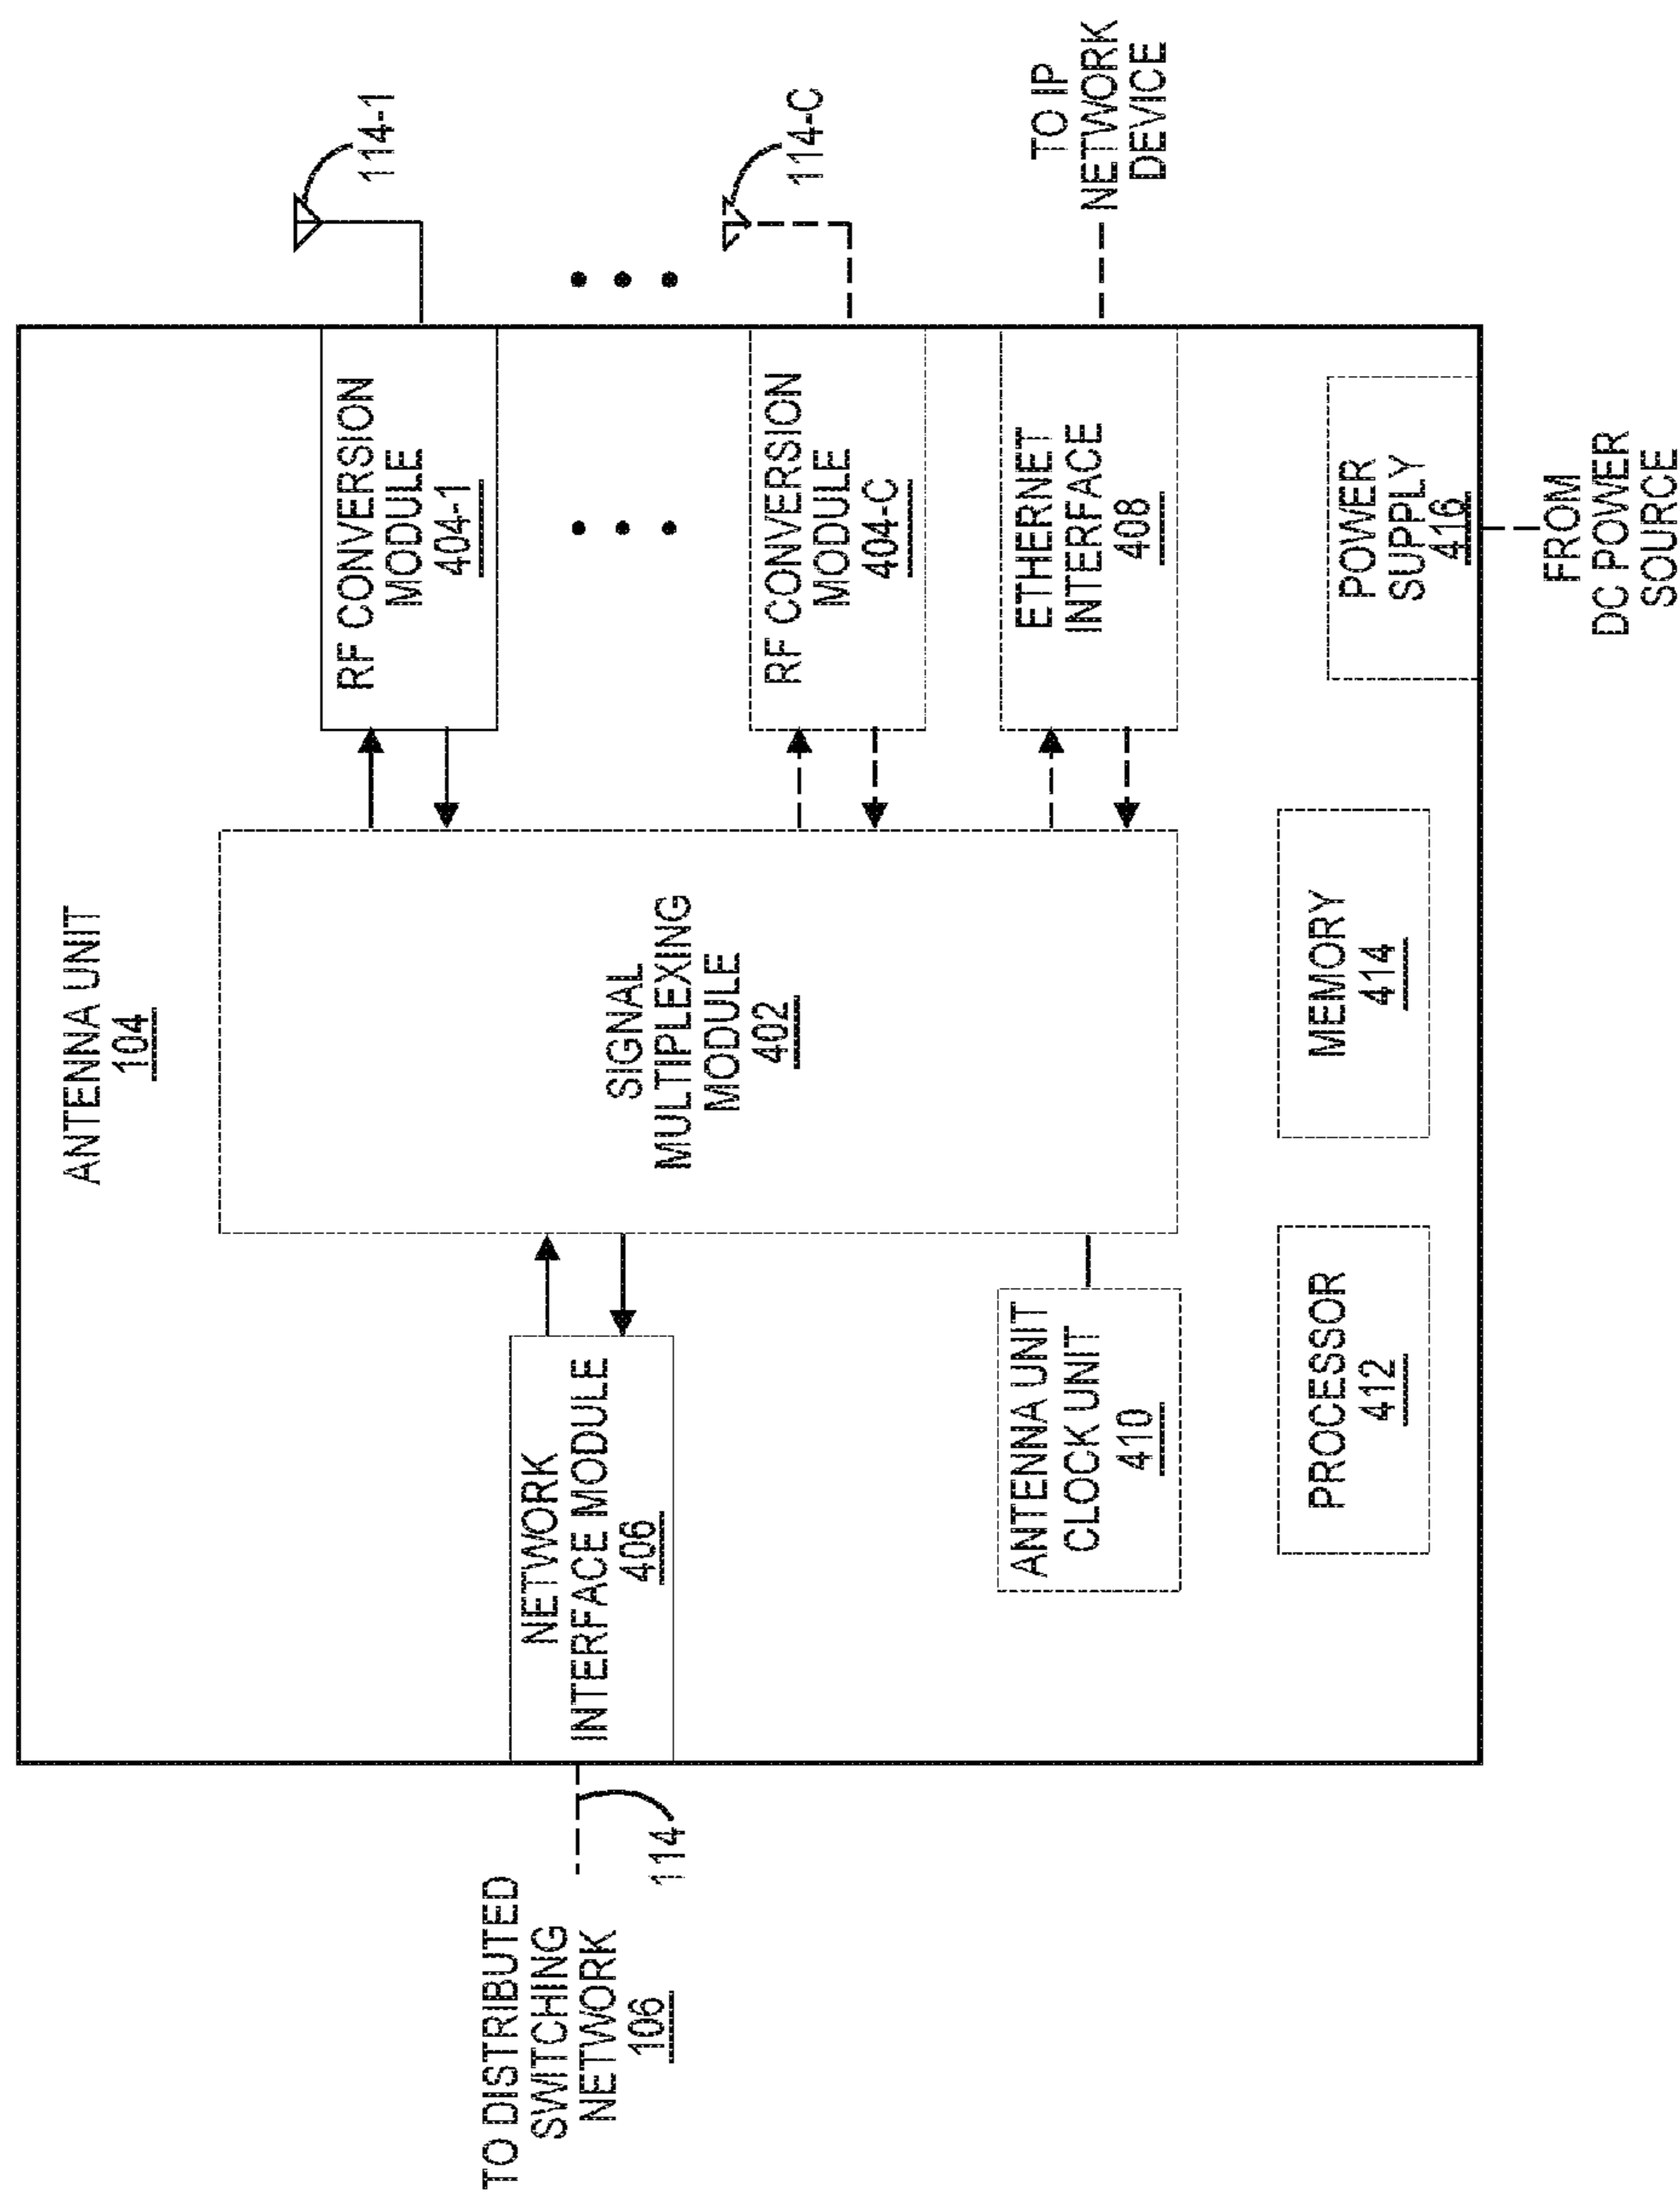 ANTENNA UNIT
104
TO DISTRIBUTED
SWITCHING
NETWORK
106
114
NETWORK
INTERFACE MODULE
406
SIGNAL
MULTIPLEXING
MODULE
402
RF CONVERSION
MODULE
404-1
114-1
RF CONVERSION
MODULE
404-C
114-C
ETHERNET
INTERFACE
408
TO IP
NETWORK
DEVICE
ANTENNA UNIT
CLOCK UNIT
410
PROCESSOR
412
MEMORY
414
POWER
SUPPLY
416
FROM
DC POWER
SOURCE